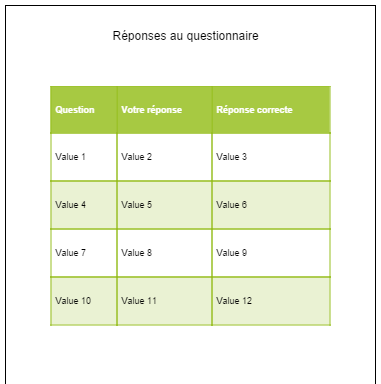 Réponses au questionnaire
Question Votre réponse Réponse correcte
Value 1 Value 2 Value 3
Value 4 Value 5 Value 6
Value 7 Value 8 Value 9
Value 10 Value 11 Value 12